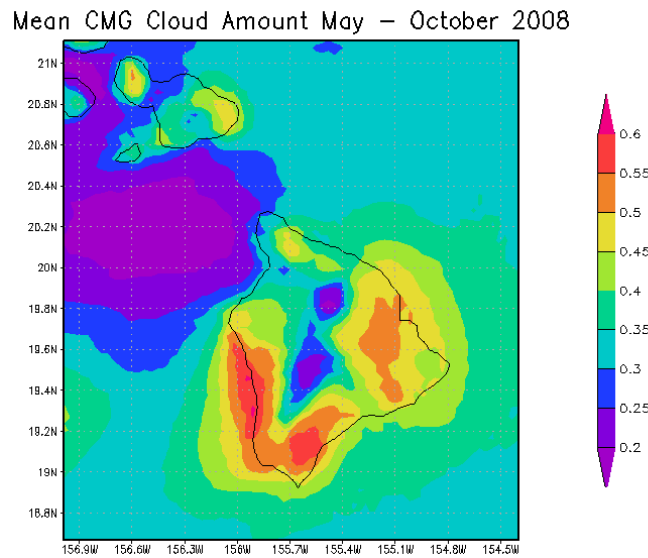 Mean CMG Cloud Amount May – October 2008
21N
20.8N
20.6N
20.4N
20.2N
20N
19.8N
19.6N
19.4N
19.2N
19N
18.8N
156.9W 156.6W 156.3W 156W 155.7W 155.4W 155.1W 154.8W 154.5W
0.6
0.55
0.5
0.45
0.4
0.35
0.3
0.25
0.2